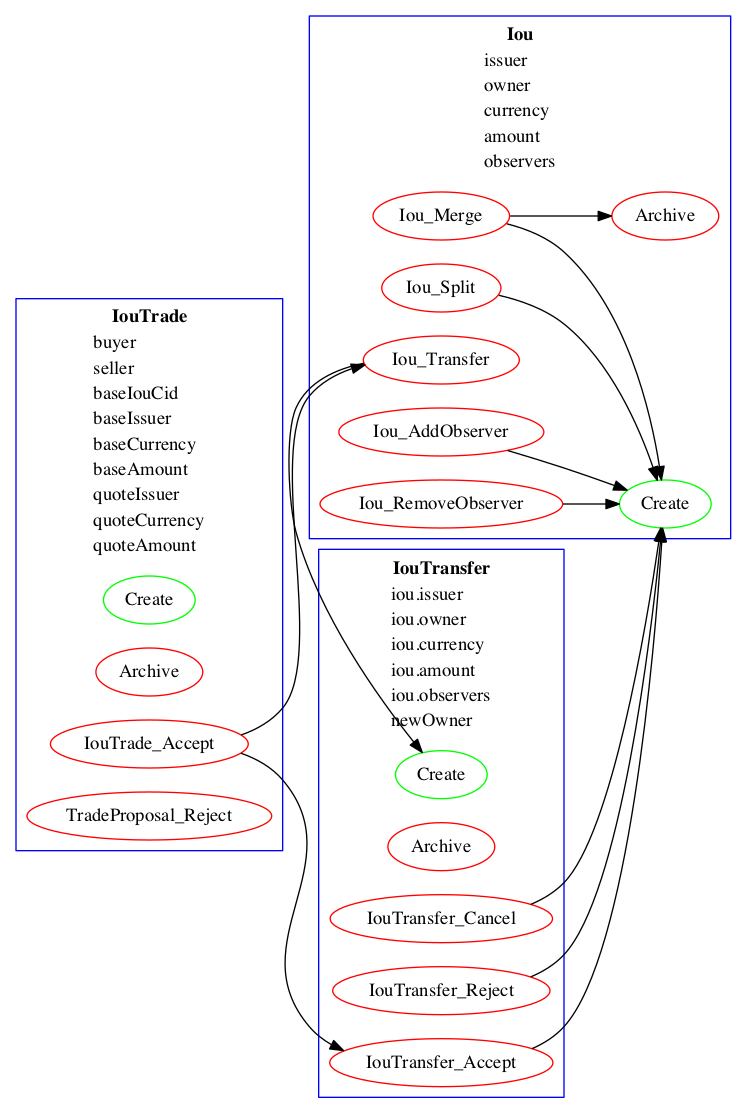 Iou
issuer
owner
currency
amount
observers
Iou_Merge
Archive
Iou_Split
Iou_Transfer
Iou_AddObserver
Iou_RemoveObserver
Create
IouTrade
buyer
seller
baseIouCid
baseIssuer
baseCurrency
baseAmount
quoteIssuer
quoteCurrency
quoteAmount
Create
Archive
IouTrade_Accept
TradeProposal_Reject
IouTransfer
iou.issuer
iou.owner
iou.currency
iou.amount
iou.observers
newOwner
Create
Archive
IouTransfer_Cancel
IouTransfer_Reject
IouTransfer_Accept